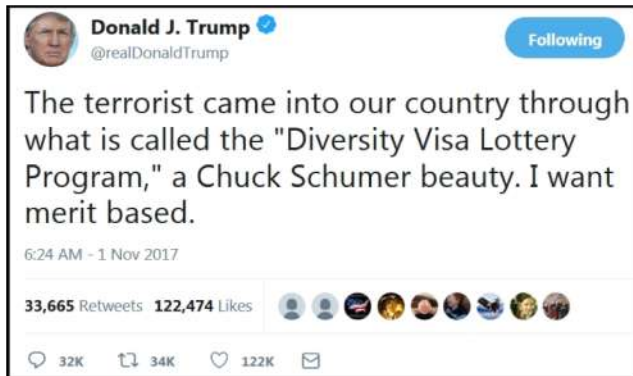 Donald J. Trump
@realDonaldTrump
Following
The terrorist came into our country through
what is called the "Diversity Visa Lottery
Program," a Chuck Schumer beauty. I want
merit based.
6:24 AM - 1 Nov 2017
33,665 Retweets 122,474 Likes
32K 34K 122K